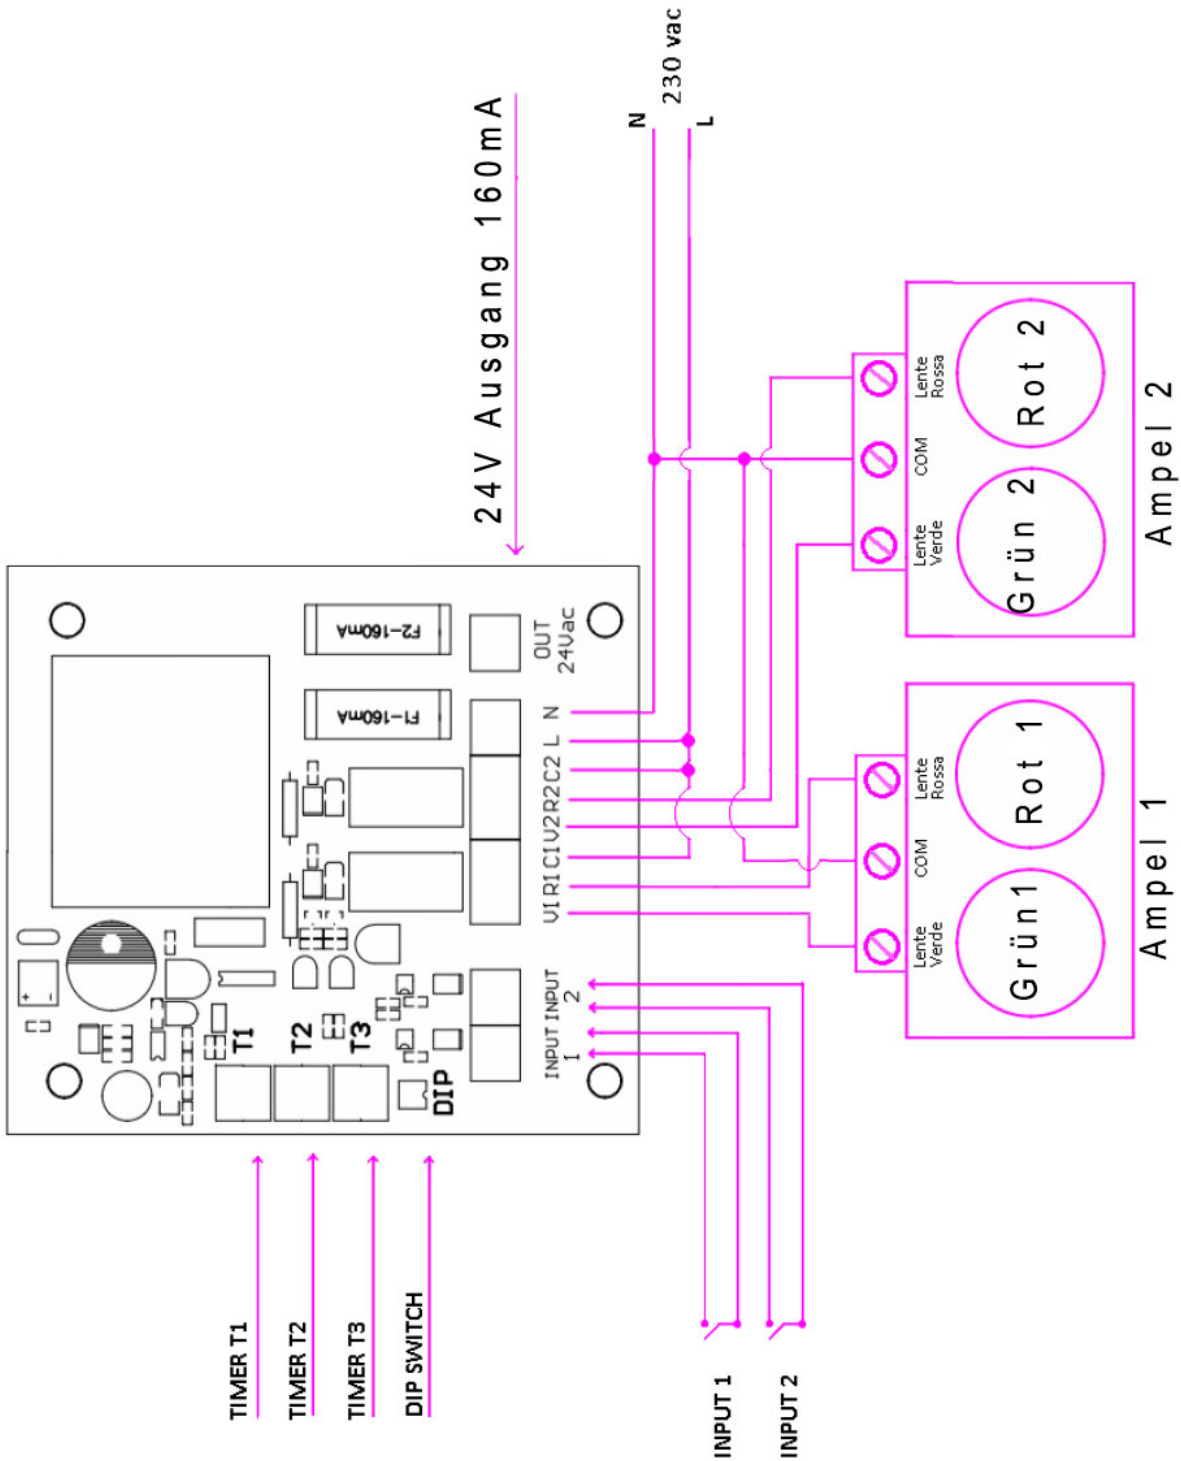 TIMER T1
TIMER T2
TIMER T3
DIP SWITCH
T1
T2
T3
DIP
+ -
F1-160mA
F2-160mA
INPUT INPUT
1 2
V1 R1 C1 V2 R2 C2 L N
OUT
24Vac
24V Ausgang 160mA
N
230 vac
L
INPUT 1
INPUT 2
Lente
Verde
COM
Lente
Rossa
Grün1
Rot 1
Ampel 1
Lente
Verde
COM
Lente
Rossa
Grün 2
Rot 2
Ampel 2